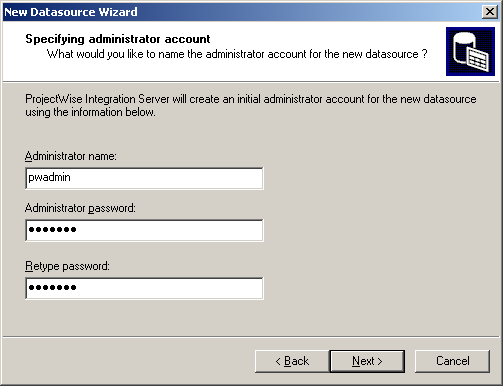 New Datasource Wizard
Specifying administrator account
What would you like to name the administrator account for the new datasource ?
ProjectWise Integration Server will create an initial administrator account for the new datasource
using the information below.
Administrator name:
pwadmin
Administrator password:
●●●●●●●
Retype password:
●●●●●●●
< Back
Next >
Cancel